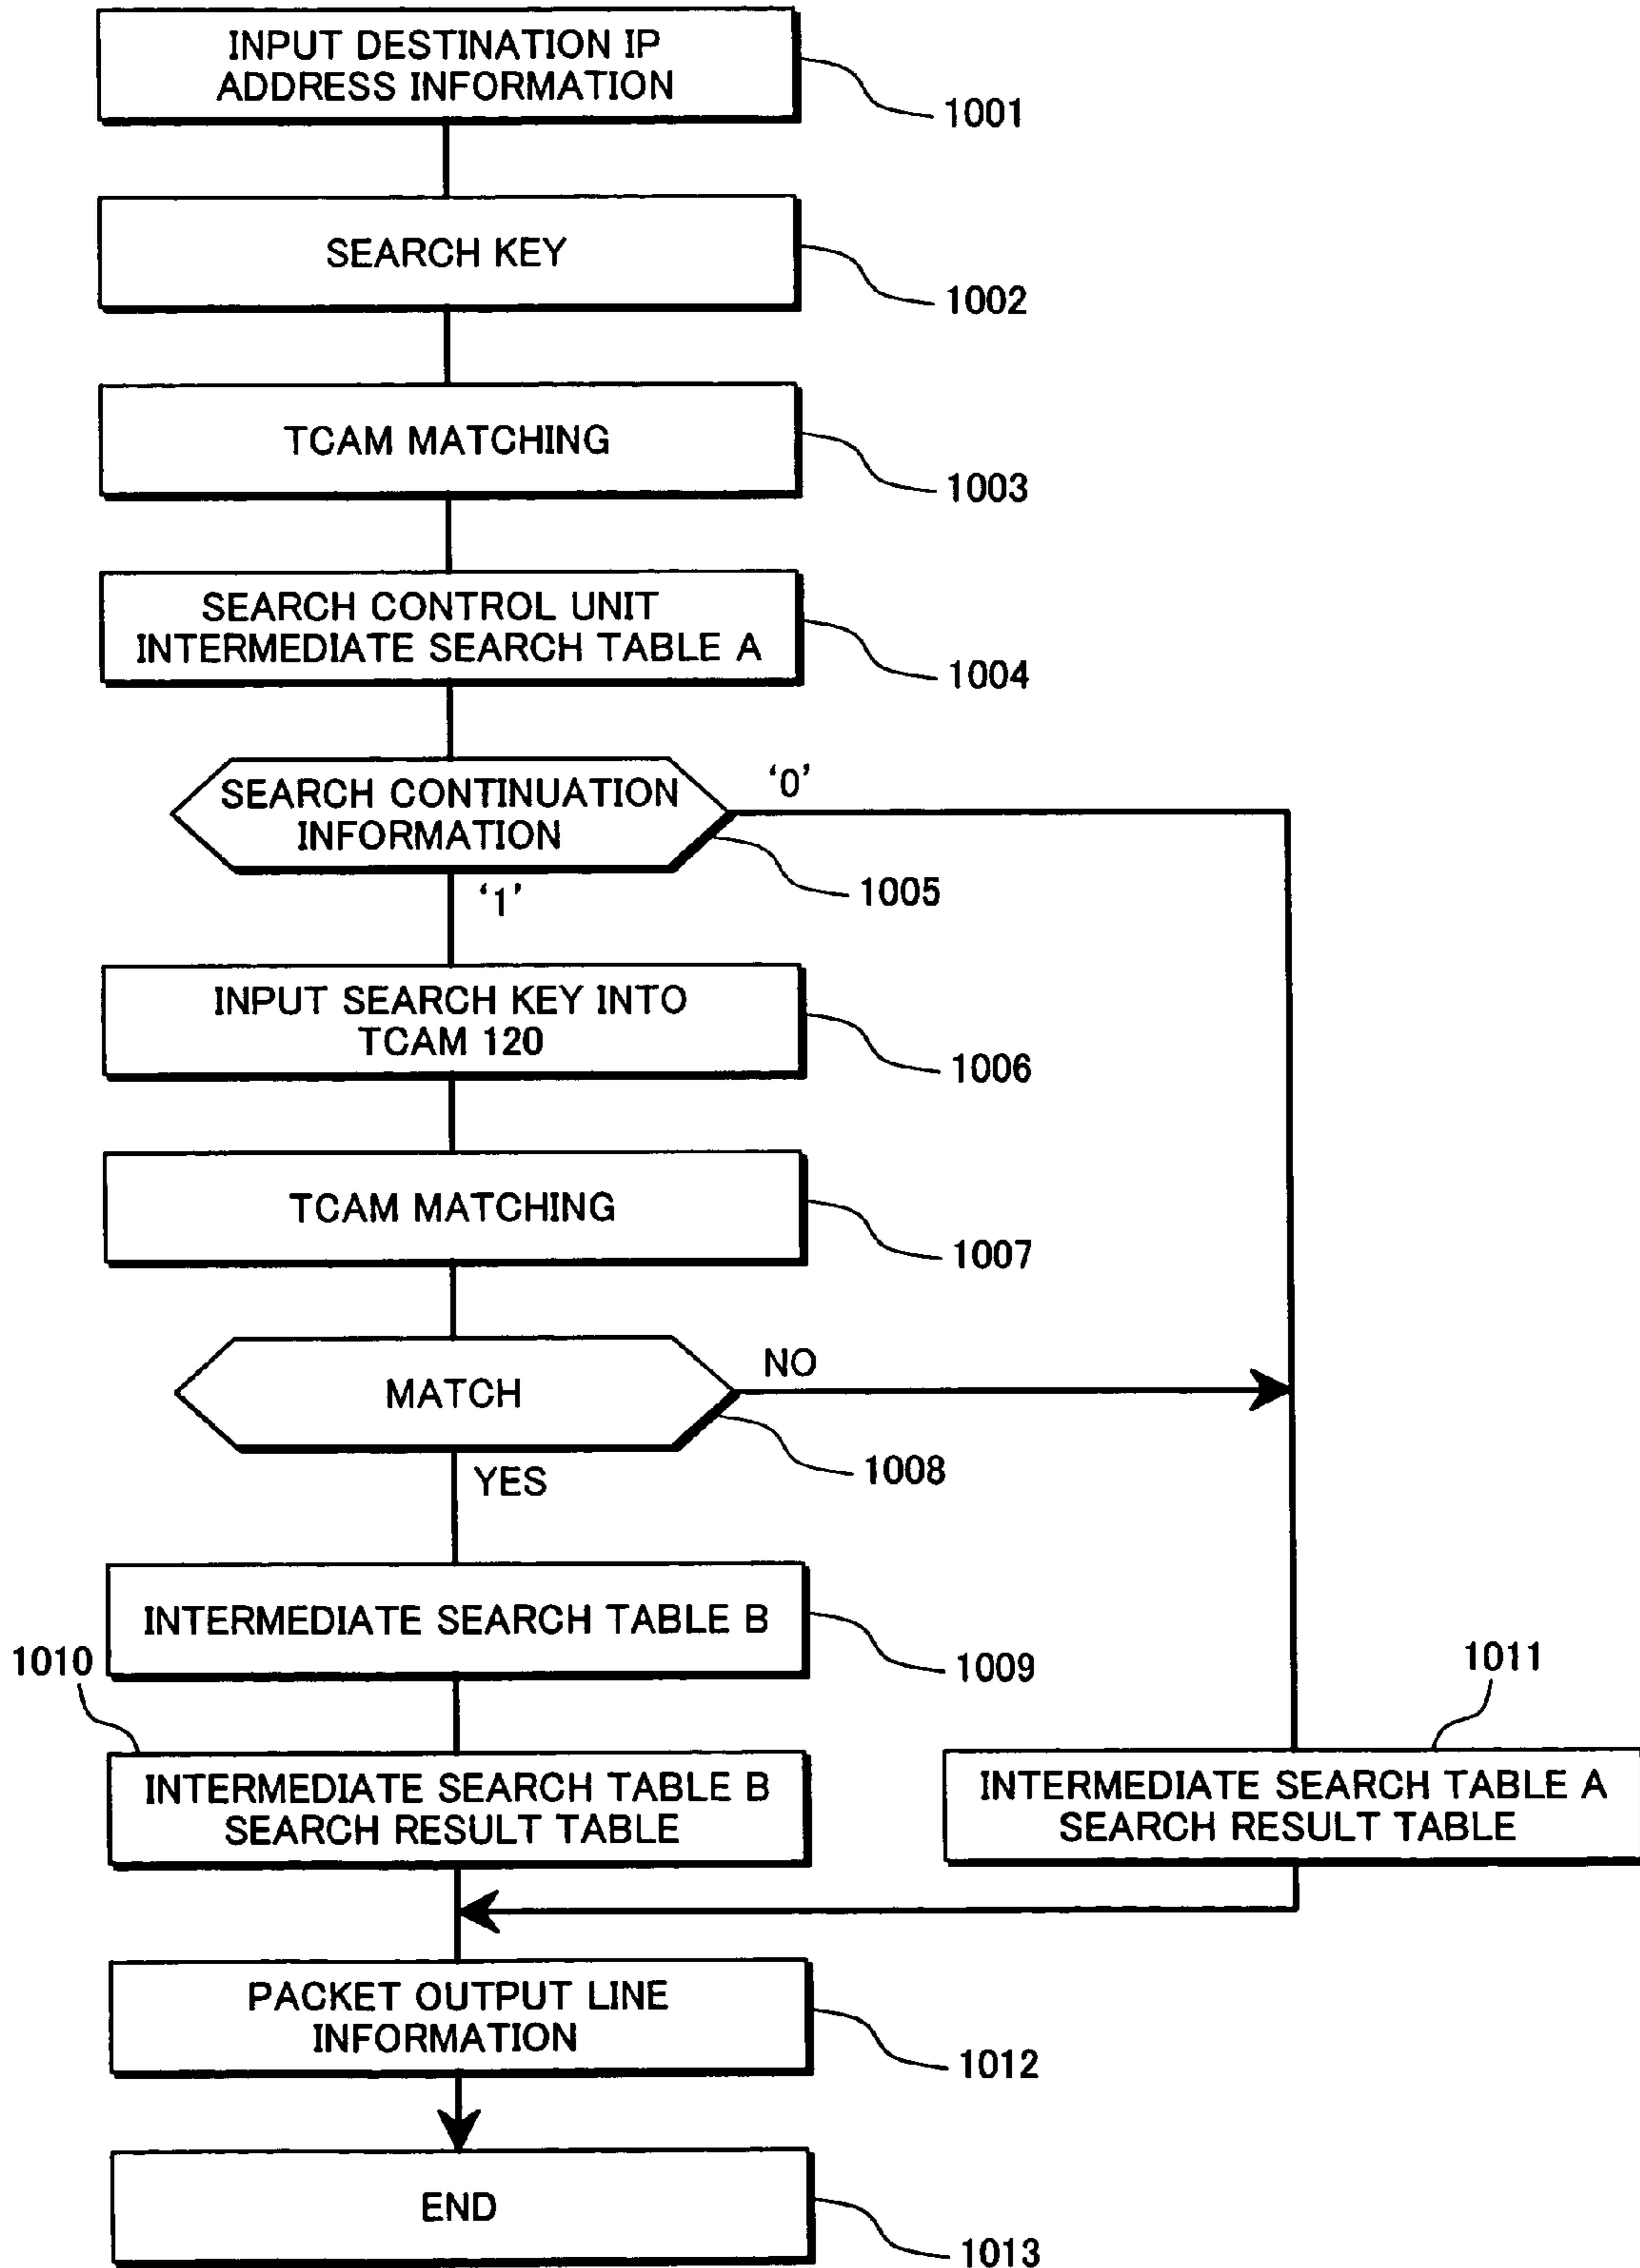 INPUT DESTINATION IP
ADDRESS INFORMATION
1001
SEARCH KEY
1002
TCAM MATCHING
1003
SEARCH CONTROL UNIT
INTERMEDIATE SEARCH TABLE A
1004
SEARCH CONTINUATION
INFORMATION
'0'
1005
'1'
INPUT SEARCH KEY INTO
TCAM 120
1006
TCAM MATCHING
1007
MATCH
NO
1008
YES
INTERMEDIATE SEARCH TABLE B
1009
1010
INTERMEDIATE SEARCH TABLE B
SEARCH RESULT TABLE
1011
INTERMEDIATE SEARCH TABLE A
SEARCH RESULT TABLE
PACKET OUTPUT LINE
INFORMATION
1012
END
1013